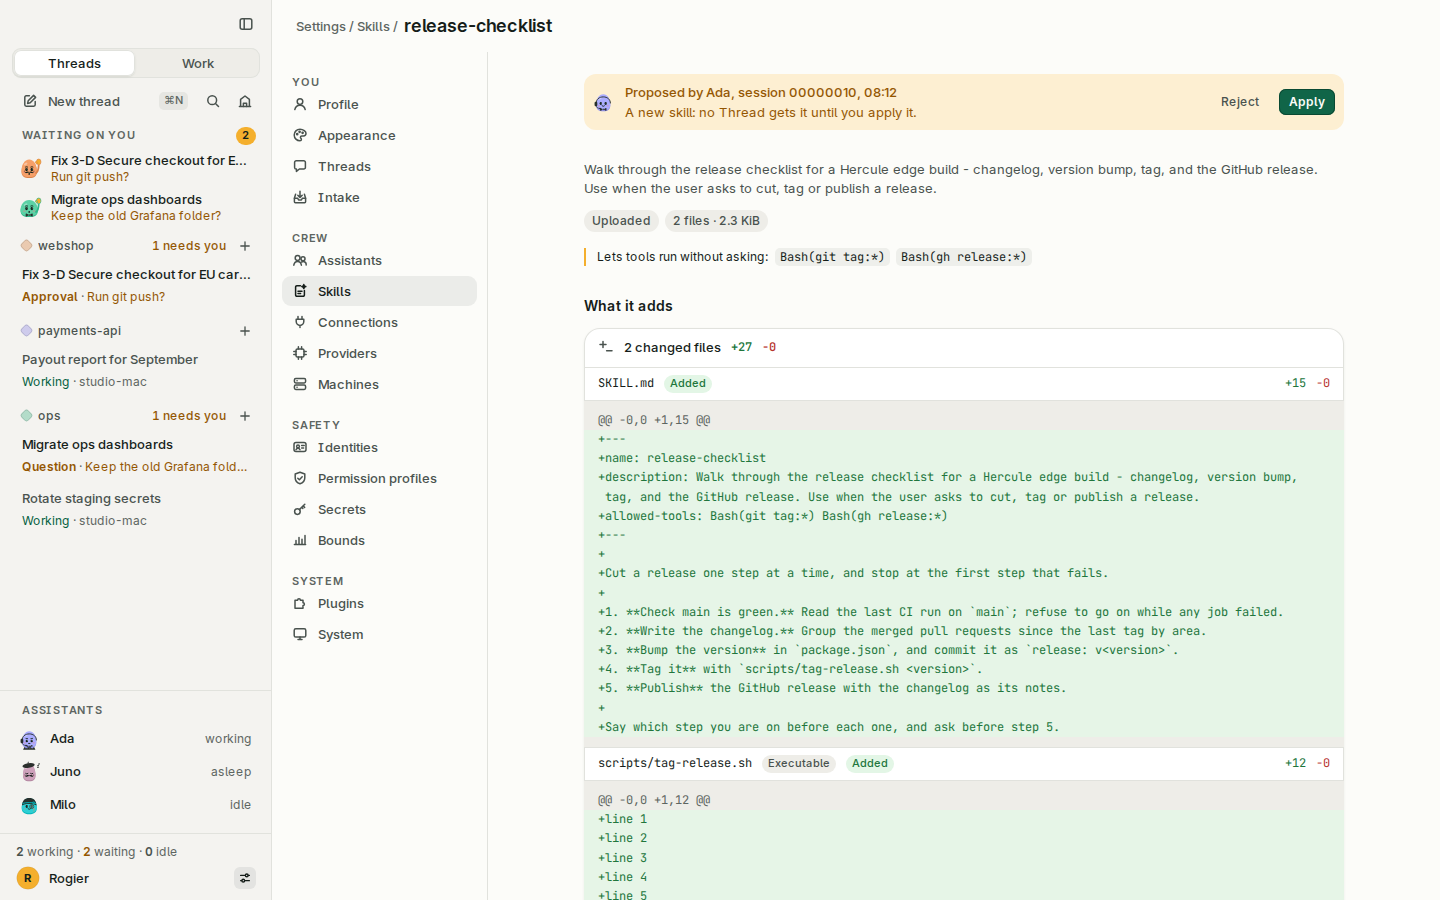 Threads
Work
New thread
⌘N
WAITING ON YOU
2
Fix 3-D Secure checkout for E...
Run git push?
Migrate ops dashboards
Keep the old Grafana folder?
webshop
1 needs you
Fix 3-D Secure checkout for EU car...
Approval · Run git push?
payments-api
Payout report for September
Working · studio-mac
ops
1 needs you
Migrate ops dashboards
Question · Keep the old Grafana fold...
Rotate staging secrets
Working · studio-mac
ASSISTANTS
Ada
working
Juno
asleep
Milo
idle
2 working · 2 waiting · 0 idle
R
Rogier
Settings / Skills / release-checklist
YOU
Profile
Appearance
Threads
Intake
CREW
Assistants
Skills
Connections
Providers
Machines
SAFETY
Identities
Permission profiles
Secrets
Bounds
SYSTEM
Plugins
System
Proposed by Ada, session 00000010, 08:12
A new skill: no Thread gets it until you apply it.
Reject
Apply
Walk through the release checklist for a Hercule edge build - changelog, version bump, tag, and the GitHub release.
Use when the user asks to cut, tag or publish a release.
Uploaded
2 files · 2.3 KiB
Lets tools run without asking: Bash(git tag:*) Bash(gh release:*)
What it adds
2 changed files +27 -0
SKILL.md Added +15 -0
@@ -0,0 +1,15 @@
+---
+name: release-checklist
+description: Walk through the release checklist for a Hercule edge build - changelog, version bump,
tag, and the GitHub release. Use when the user asks to cut, tag or publish a release.
+allowed-tools: Bash(git tag:*) Bash(gh release:*)
+---
+
+Cut a release one step at a time, and stop at the first step that fails.
+
+1. **Check main is green.** Read the last CI run on `main`; refuse to go on while any job failed.
+2. **Write the changelog.** Group the merged pull requests since the last tag by area.
+3. **Bump the version** in `package.json`, and commit it as `release: v<version>`.
+4. **Tag it** with `scripts/tag-release.sh <version>`.
+5. **Publish** the GitHub release with the changelog as its notes.
+
+Say which step you are on before each one, and ask before step 5.
scripts/tag-release.sh Executable Added +12 -0
@@ -0,0 +1,12 @@
+line 1
+line 2
+line 3
+line 4
+line 5